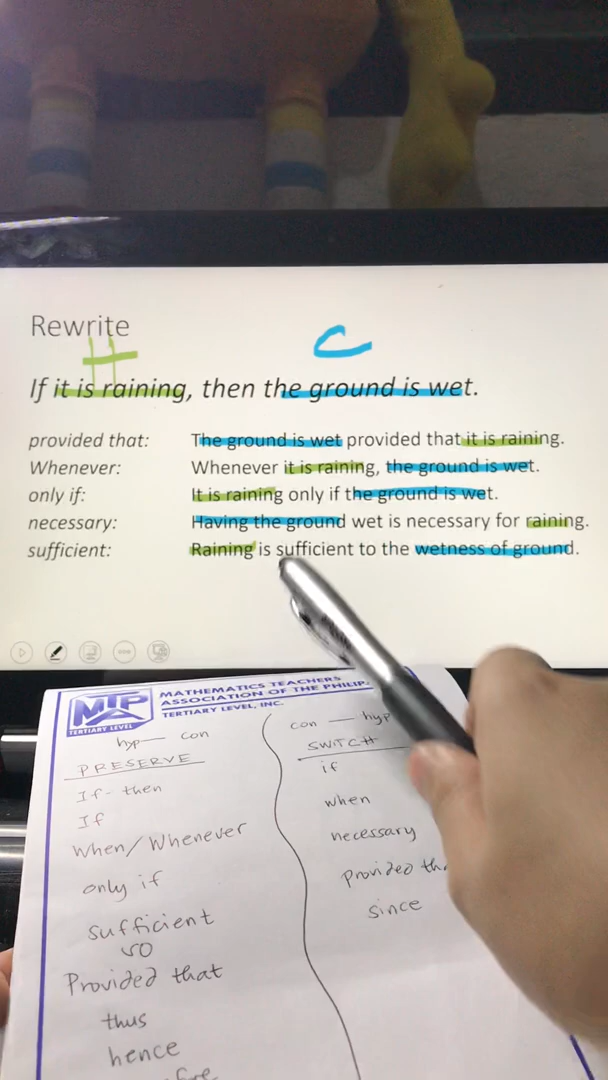 Rewrite
H C
If it is raining, then the ground is wet.
provided that: The ground is wet provided that it is raining.
Whenever: Whenever it is raining, the ground is wet.
only if: It is raining only if the ground is wet.
necessary: Having the ground wet is necessary for raining.
sufficient: Raining is sufficient to the wetness of ground.
MTAP
TERTIARY LEVEL
MATHEMATICS TEACHERS
ASSOCIATION OF THE PHILIP
TERTIARY LEVEL, INC.
hyp — con
PRESERVE
If - then
If
When/Whenever
only if
sufficient
so
Provided that
thus
hence
con — hyp
SWITCH
if
when
necessary
provided th
since